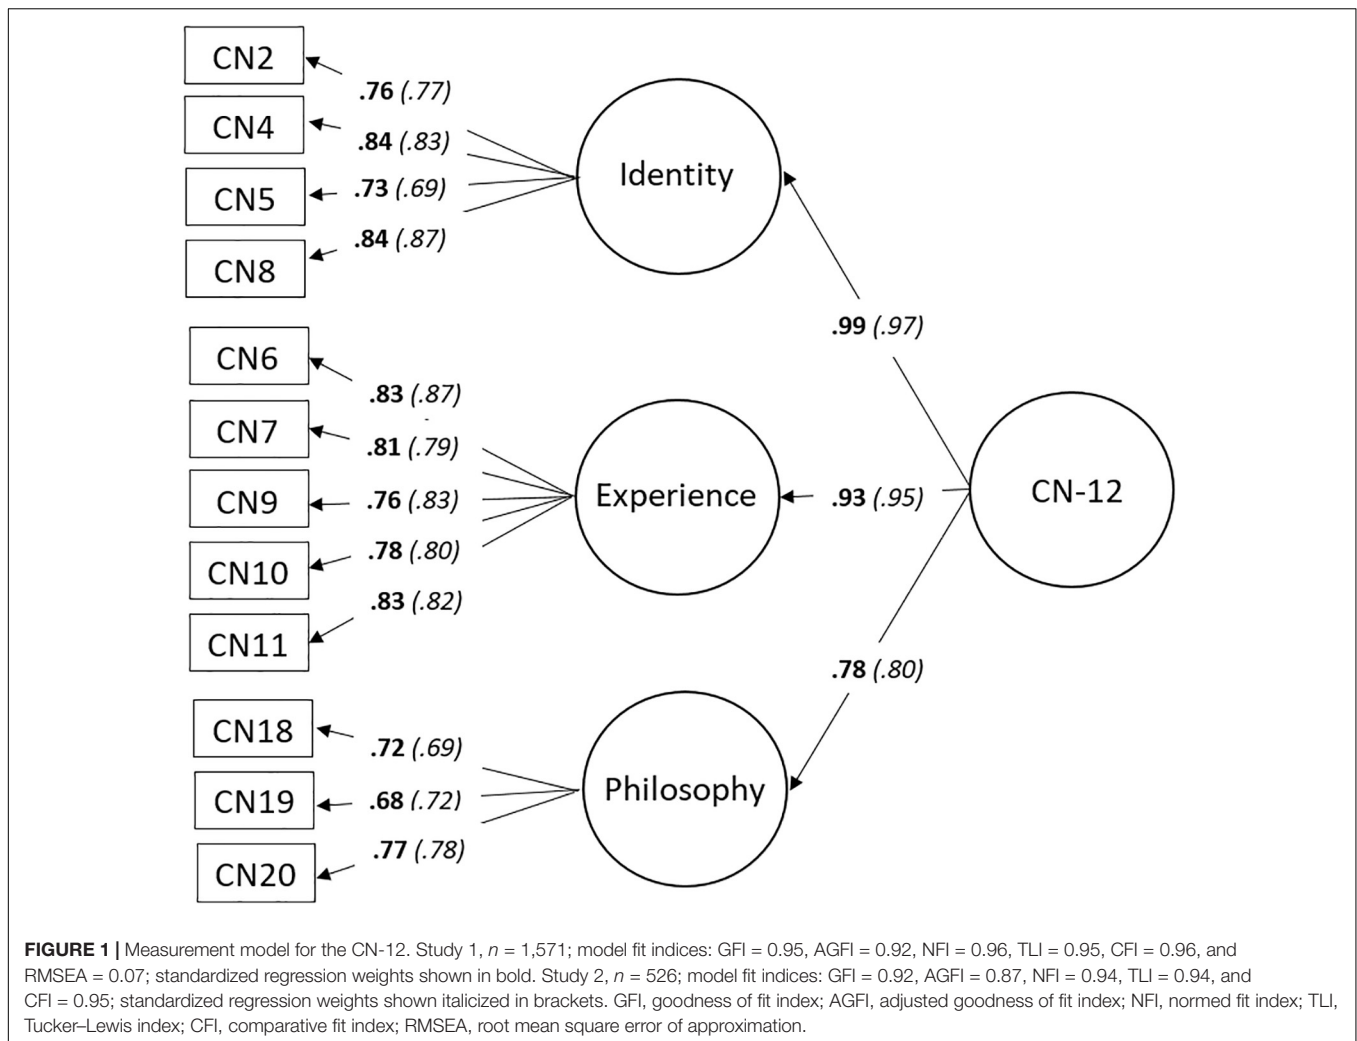 CN2
.76 (.77)
CN4
.84 (.83)
CN5
.73 (.69)
CN8
.84 (.87)
Identity
.99 (.97)
CN6
.83 (.87)
CN7
.81 (.79)
CN9
.76 (.83)
CN10
.78 (.80)
CN11
.83 (.82)
Experience
.93 (.95)
CN-12
.78 (.80)
CN18
.72 (.69)
CN19
.68 (.72)
CN20
.77 (.78)
Philosophy
FIGURE 1 | Measurement model for the CN-12. Study 1, n = 1,571; model fit indices: GFI = 0.95, AGFI = 0.92, NFI = 0.96, TLI = 0.95, CFI = 0.96, and
RMSEA = 0.07; standardized regression weights shown in bold. Study 2, n = 526; model fit indices: GFI = 0.92, AGFI = 0.87, NFI = 0.94, TLI = 0.94, and
CFI = 0.95; standardized regression weights shown italicized in brackets. GFI, goodness of fit index; AGFI, adjusted goodness of fit index; NFI, normed fit index; TLI,
Tucker–Lewis index; CFI, comparative fit index; RMSEA, root mean square error of approximation.